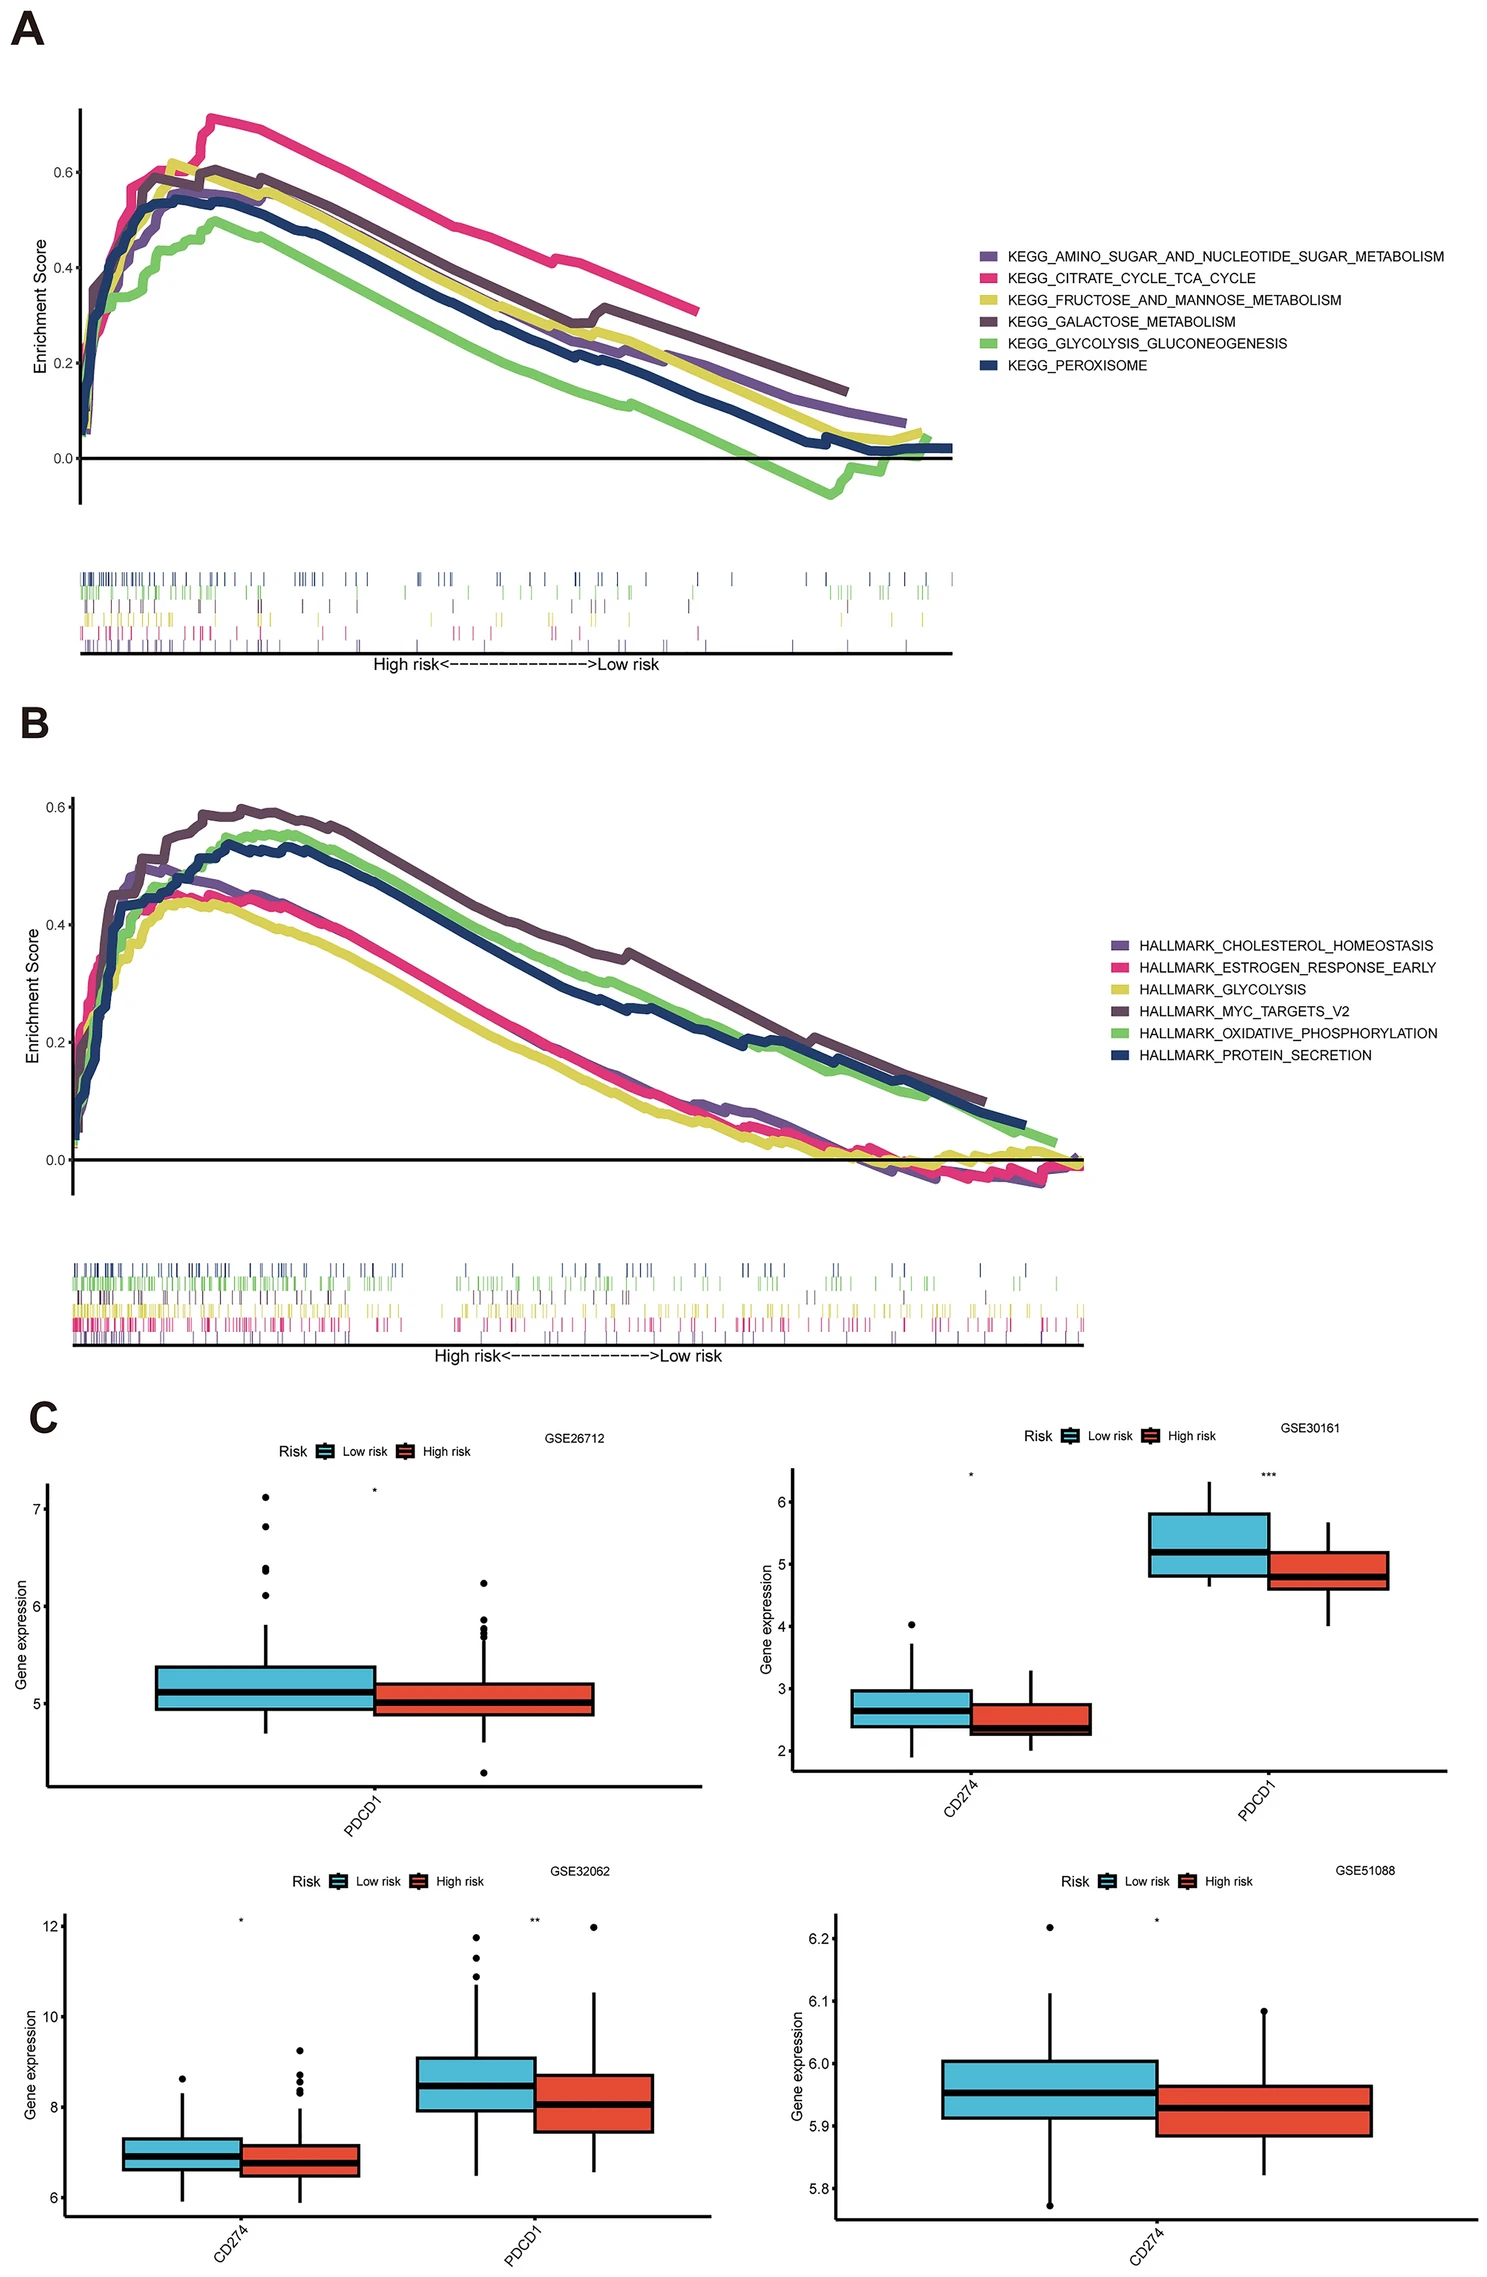 A
Enrichment Score
0.6
0.4
0.2
0.0
KEGG_AMINO_SUGAR_AND_NUCLEOTIDE_SUGAR_METABOLISM
KEGG_CITRATE_CYCLE_TCA_CYCLE
KEGG_FRUCTOSE_AND_MANNOSE_METABOLISM
KEGG_GALACTOSE_METABOLISM
KEGG_GLYCOLYSIS_GLUCONEOGENESIS
KEGG_PEROXISOME
High risk<-------------->Low risk
B
Enrichment Score
0.6
0.4
0.2
0.0
HALLMARK_CHOLESTEROL_HOMEOSTASIS
HALLMARK_ESTROGEN_RESPONSE_EARLY
HALLMARK_GLYCOLYSIS
HALLMARK_MYC_TARGETS_V2
HALLMARK_OXIDATIVE_PHOSPHORYLATION
HALLMARK_PROTEIN_SECRETION
High risk<-------------->Low risk
C
Risk Low risk High risk
GSE26712
*
Gene expression
7
6
5
PDCD1
Risk Low risk High risk
GSE30161
* ***
Gene expression
6
5
4
3
2
CD274 PDCD1
Risk Low risk High risk
GSE32062
* **
Gene expression
12
10
8
6
CD274 PDCD1
Risk Low risk High risk
GSE51088
*
Gene expression
6.2
6.1
6.0
5.9
5.8
CD274